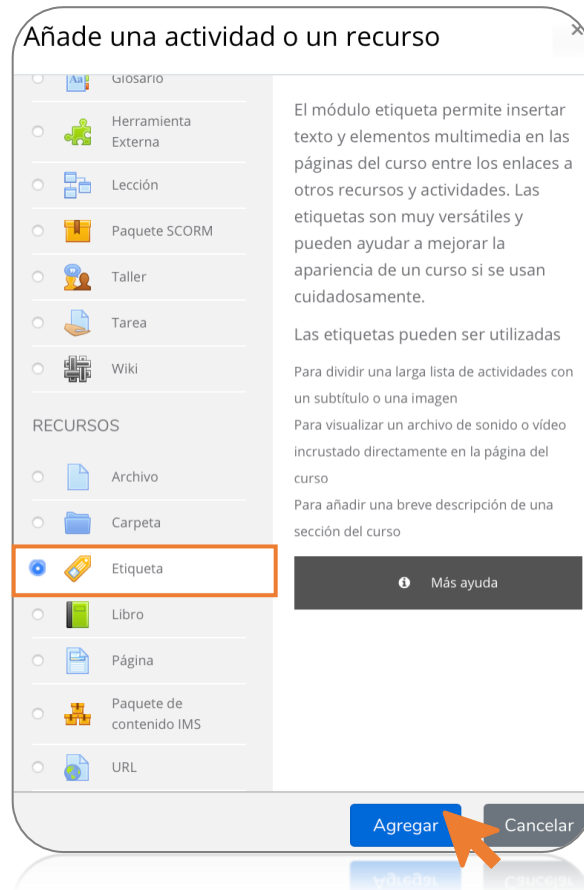 Añade una actividad o un recurso
×
Glosario
Herramienta
Externa
Lección
Paquete SCORM
Taller
Tarea
Wiki
RECURSOS
Archivo
Carpeta
Etiqueta
Libro
Página
Paquete de
contenido IMS
URL
El módulo etiqueta permite insertar
texto y elementos multimedia en las
páginas del curso entre los enlaces a
otros recursos y actividades. Las
etiquetas son muy versátiles y
pueden ayudar a mejorar la
apariencia de un curso si se usan
cuidadosamente.
Las etiquetas pueden ser utilizadas
Para dividir una larga lista de actividades con
un subtítulo o una imagen
Para visualizar un archivo de sonido o vídeo
incrustado directamente en la página del
curso
Para añadir una breve descripción de una
sección del curso
Más ayuda
Agregar
Cancelar